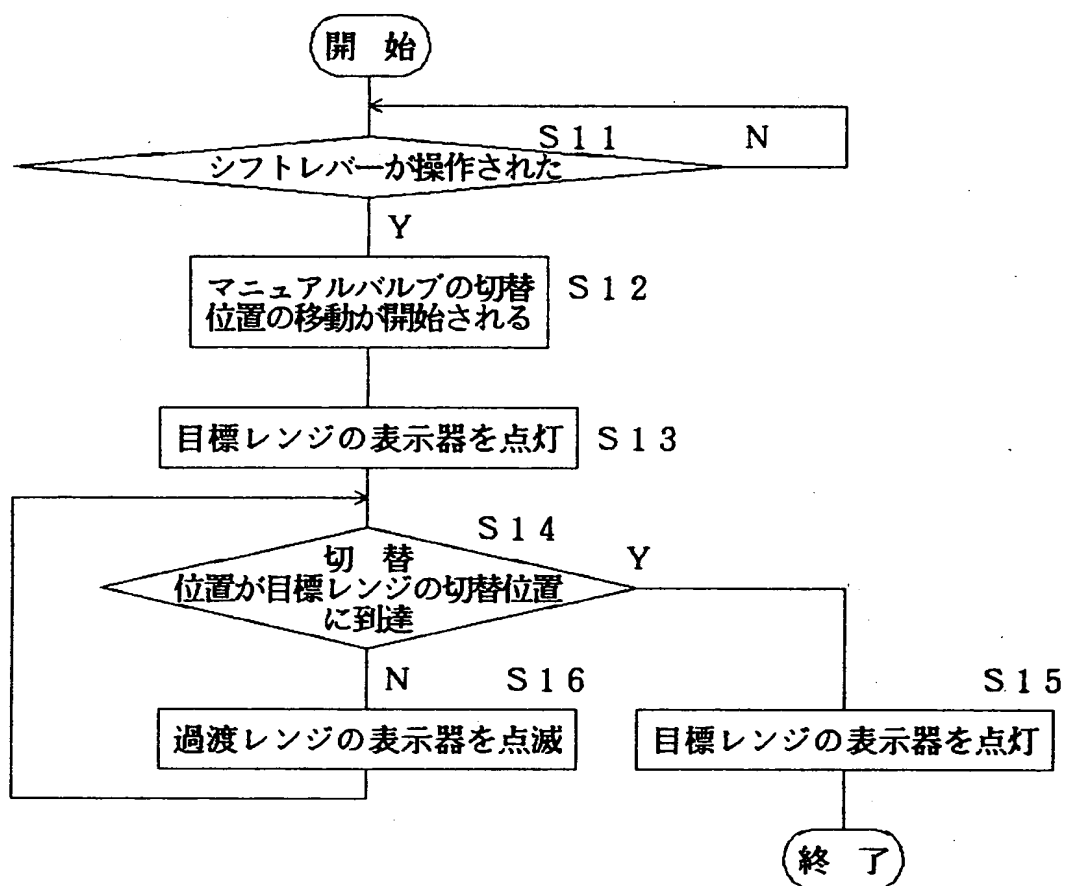 開 始
S11
N
シフトレバーが操作された
Y
マニュアルバルブの切替
位置の移動が開始される
S12
目標レンジの表示器を点灯
S13
S14
切 替
位置が目標レンジの切替位置
に到達
Y
N
S16
S15
過渡レンジの表示器を点滅
目標レンジの表示器を点灯
終 了